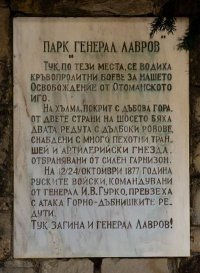 ПАРК "ГЕНЕРАЛ ЛАВРОВ"
ТУК, ПО ТЕЗИ МЕСТА, СЕ ВОДИХА
КРЪВОПРОЛИТНИ БОЕВЕ ЗА НАШЕТО
ОСВОБОЖДЕНИЕ ОТ ОТОМАНСКОТО
ИГО.
НА ХЪЛМА, ПОКРИТ С ДЪБОВА ГОРА,
ОТ ДВЕТЕ СТРАНИ НА ШОСЕТО БЯХА
ДВАТА РЕДУТА С ДЪЛБОКИ РОВОВЕ,
СНАБДЕНИ С МНОГО ПЕХОТНИ ТРАН-
ШЕИ И АРТИЛЕРИЙСКИ ГНЕЗДА,
ОТБРАНЯВАНИ ОТ СИЛЕН ГАРНИЗОН.
НА 12/24/ ОКТОМВРИ 1877 ГОДИНА
РУСКИТЕ ВОЙСКИ, КОМАНДУВАНИ
ОТ ГЕНЕРАЛ И.В.ГУРКО, ПРЕВЗЕХА
С АТАКА ГОРНО-ДЪБНИШКИТЕ РЕ-
ДУТИ.
ТУК ЗАГИНА И ГЕНЕРАЛ ЛАВРОВ!